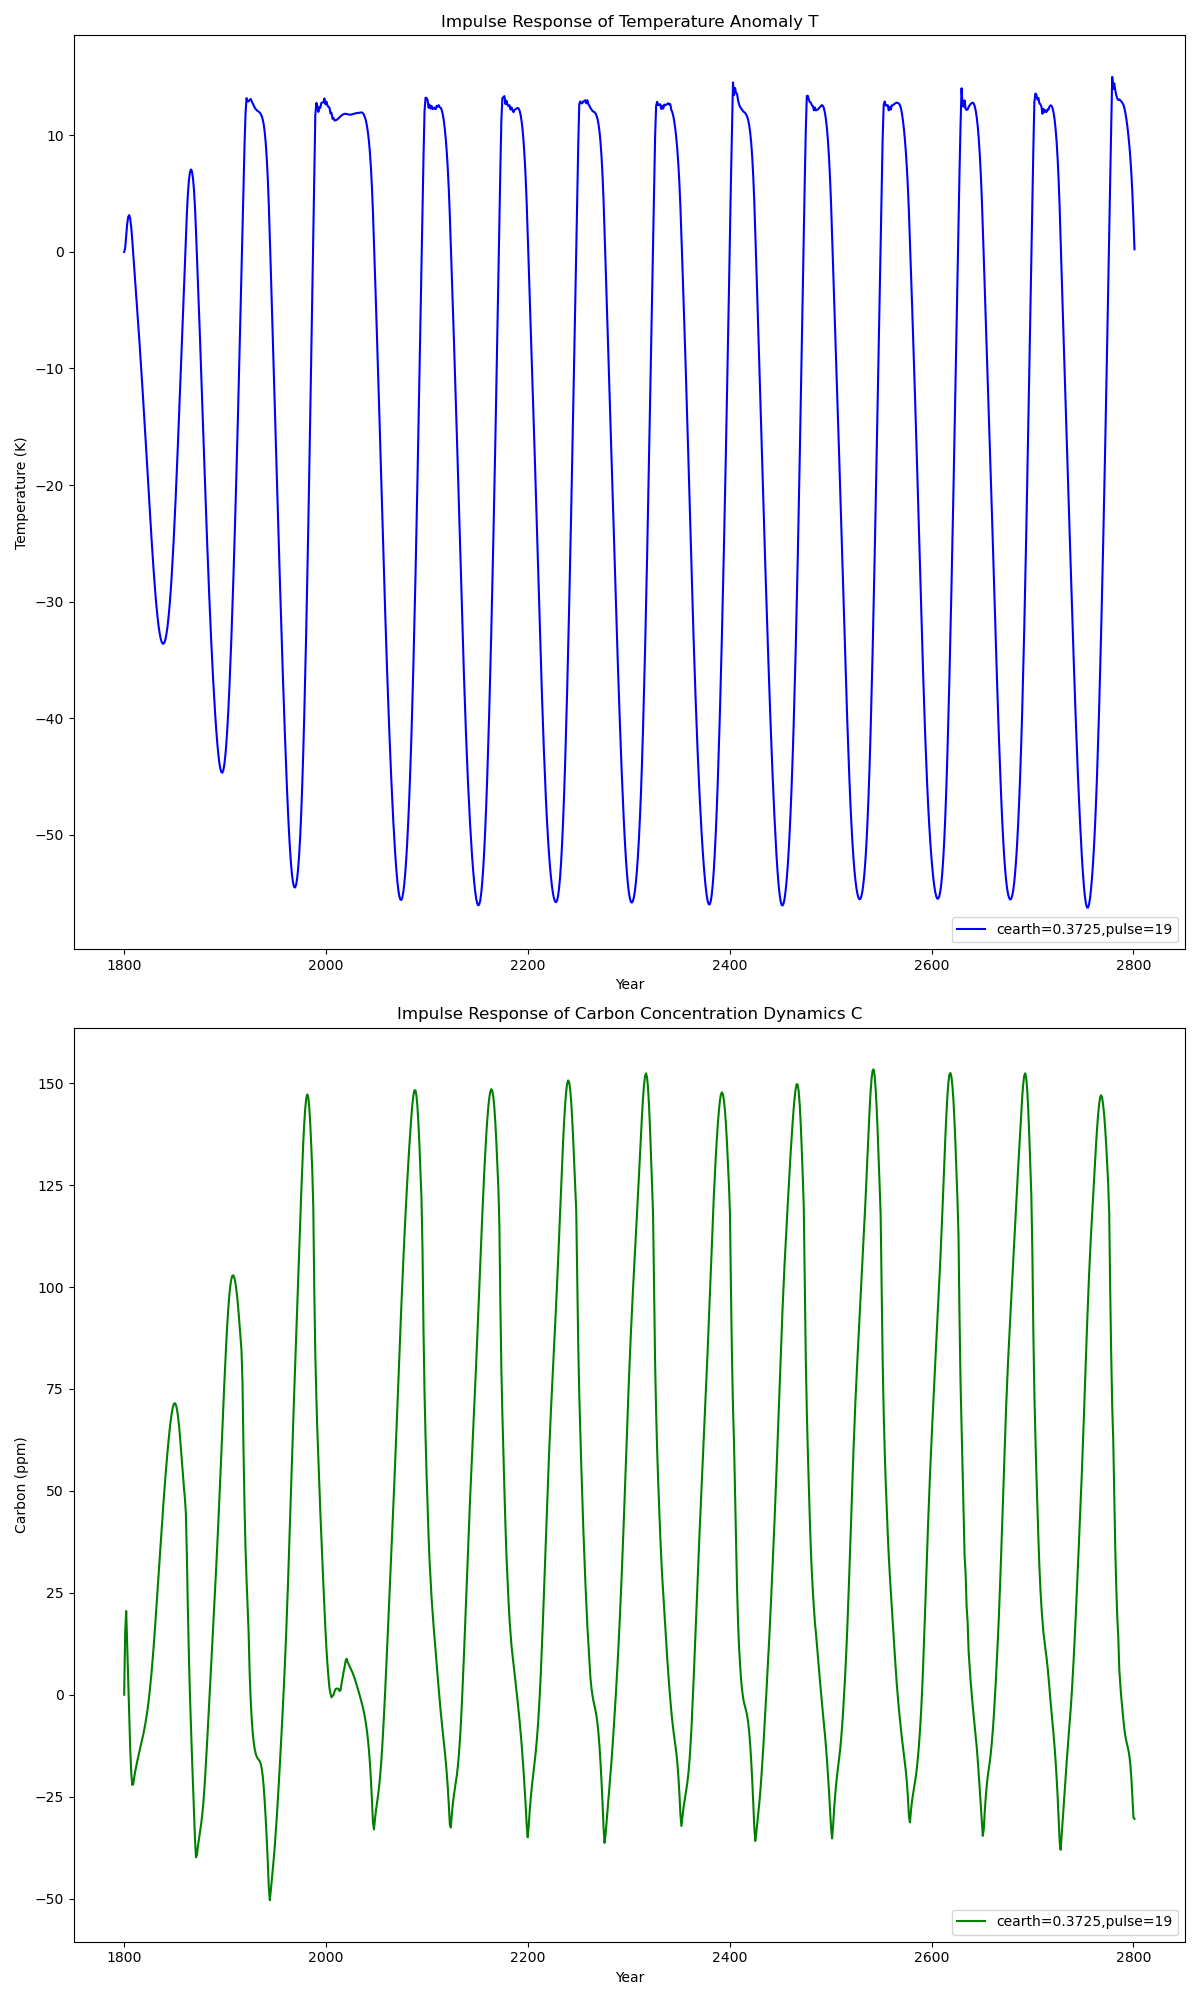 Impulse Response of Temperature Anomaly T
10
0
−10
−20
−30
−40
−50
Temperature (K)
cearth=0.3725,pulse=19
1800 2000 2200 2400 2600 2800
Year
Impulse Response of Carbon Concentration Dynamics C
150
125
100
75
50
25
0
−25
−50
Carbon (ppm)
cearth=0.3725,pulse=19
1800 2000 2200 2400 2600 2800
Year